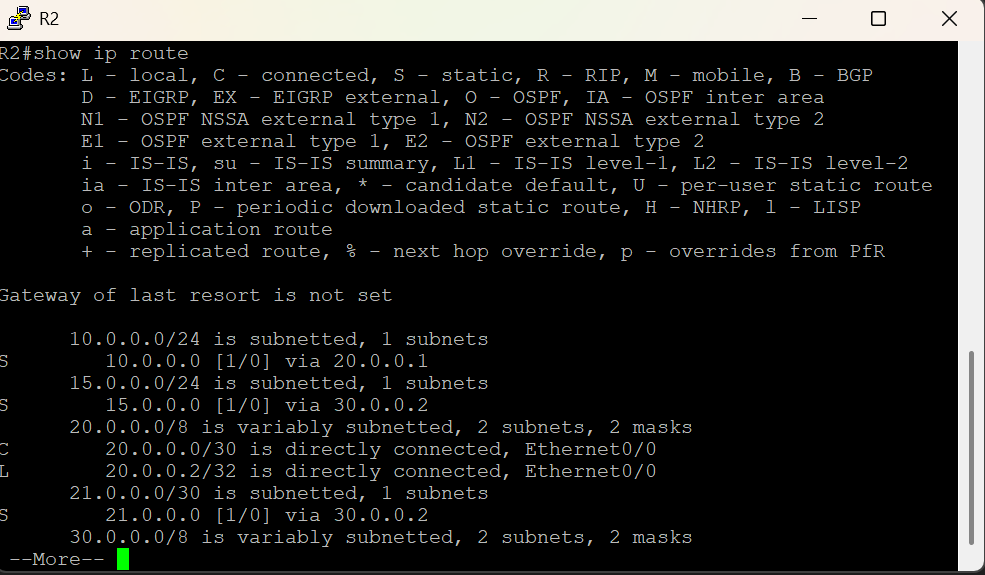 R2
R2#show ip route
Codes: L - local, C - connected, S - static, R - RIP, M - mobile, B - BGP
       D - EIGRP, EX - EIGRP external, O - OSPF, IA - OSPF inter area
       N1 - OSPF NSSA external type 1, N2 - OSPF NSSA external type 2
       E1 - OSPF external type 1, E2 - OSPF external type 2
       i - IS-IS, su - IS-IS summary, L1 - IS-IS level-1, L2 - IS-IS level-2
       ia - IS-IS inter area, * - candidate default, U - per-user static route
       o - ODR, P - periodic downloaded static route, H - NHRP, l - LISP
       a - application route
       + - replicated route, % - next hop override, p - overrides from PfR
Gateway of last resort is not set
      10.0.0.0/24 is subnetted, 1 subnets
S        10.0.0.0 [1/0] via 20.0.0.1
      15.0.0.0/24 is subnetted, 1 subnets
S        15.0.0.0 [1/0] via 30.0.0.2
      20.0.0.0/8 is variably subnetted, 2 subnets, 2 masks
C        20.0.0.0/30 is directly connected, Ethernet0/0
L        20.0.0.2/32 is directly connected, Ethernet0/0
      21.0.0.0/30 is subnetted, 1 subnets
S        21.0.0.0 [1/0] via 30.0.0.2
      30.0.0.0/8 is variably subnetted, 2 subnets, 2 masks
 --More--